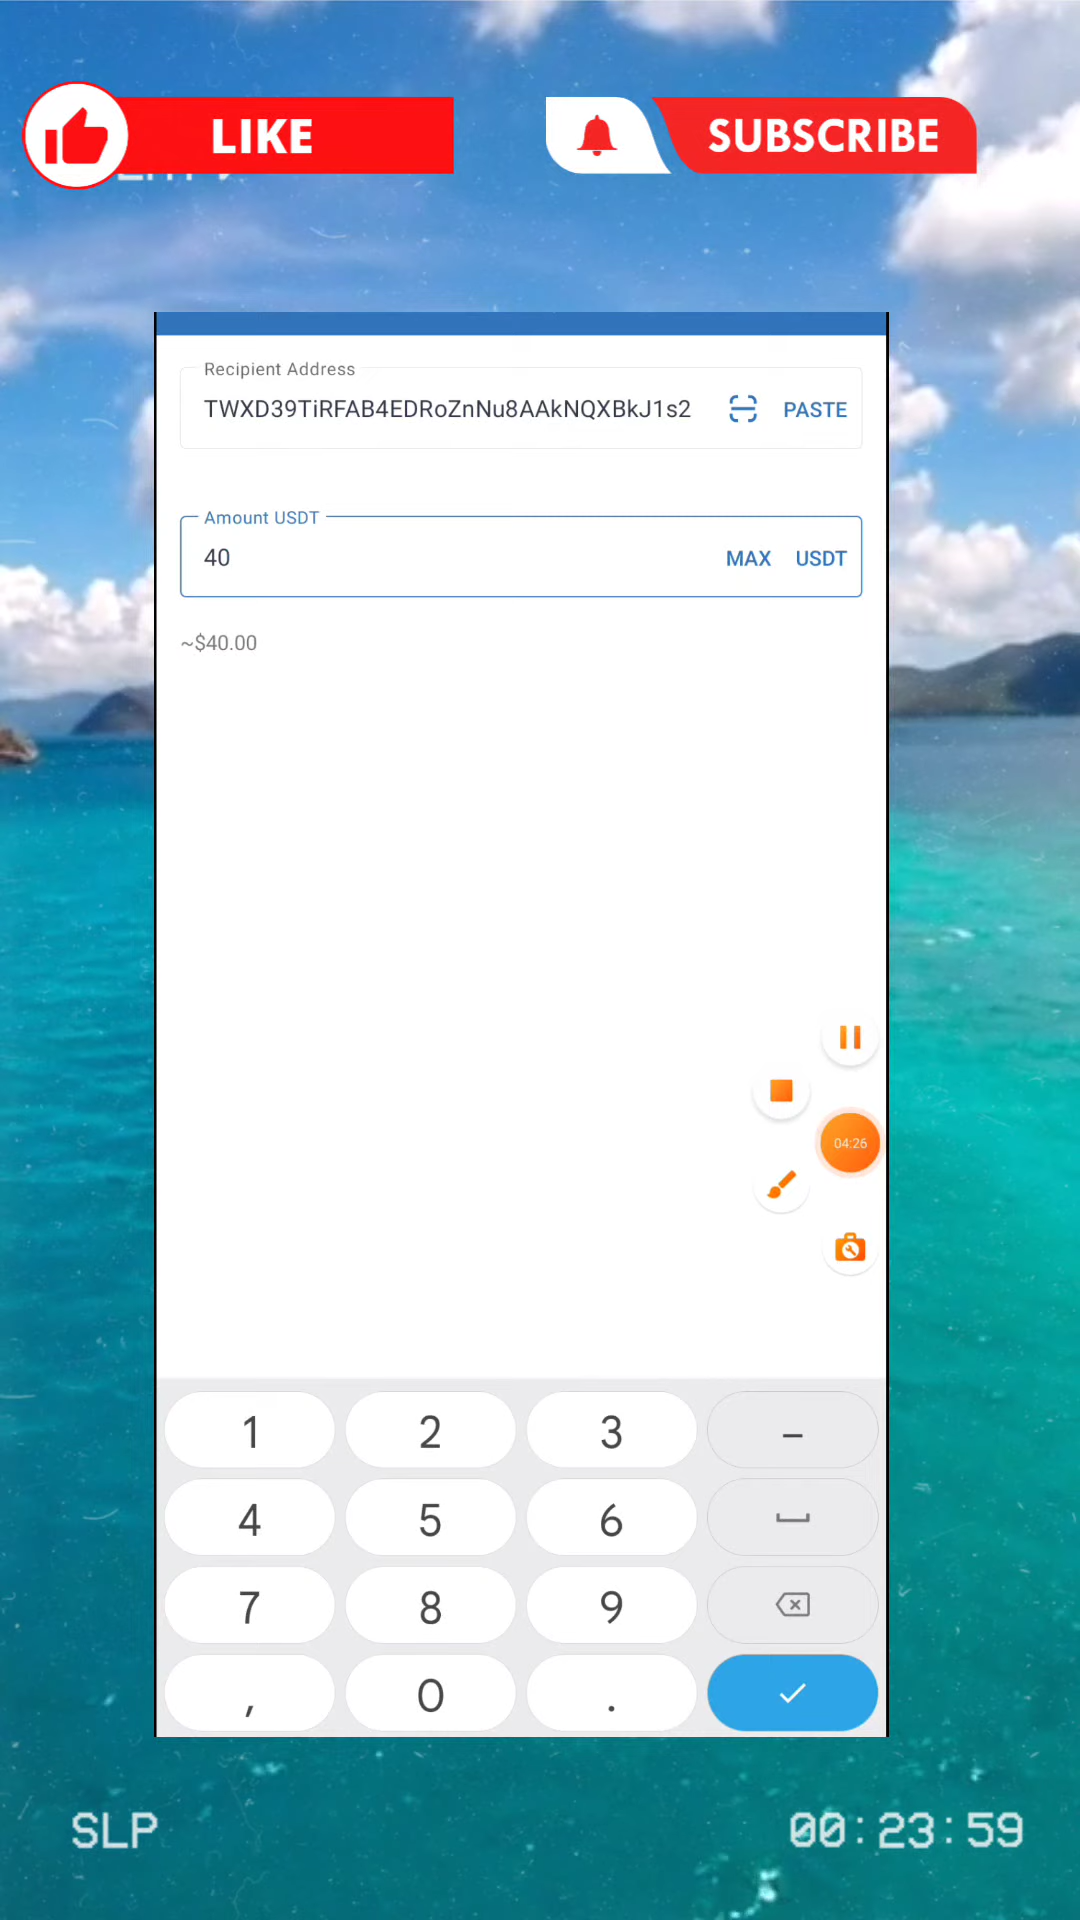 LIKE
SUBSCRIBE
Recipient Address
TWXD39TiRFAB4EDRoZnNu8AAkNQXBkJ1s2 PASTE
Amount USDT
40 MAX USDT
~$40.00
04:26
1 2 3 –
4 5 6
7 8 9
, 0 .
SLP 00:23:59